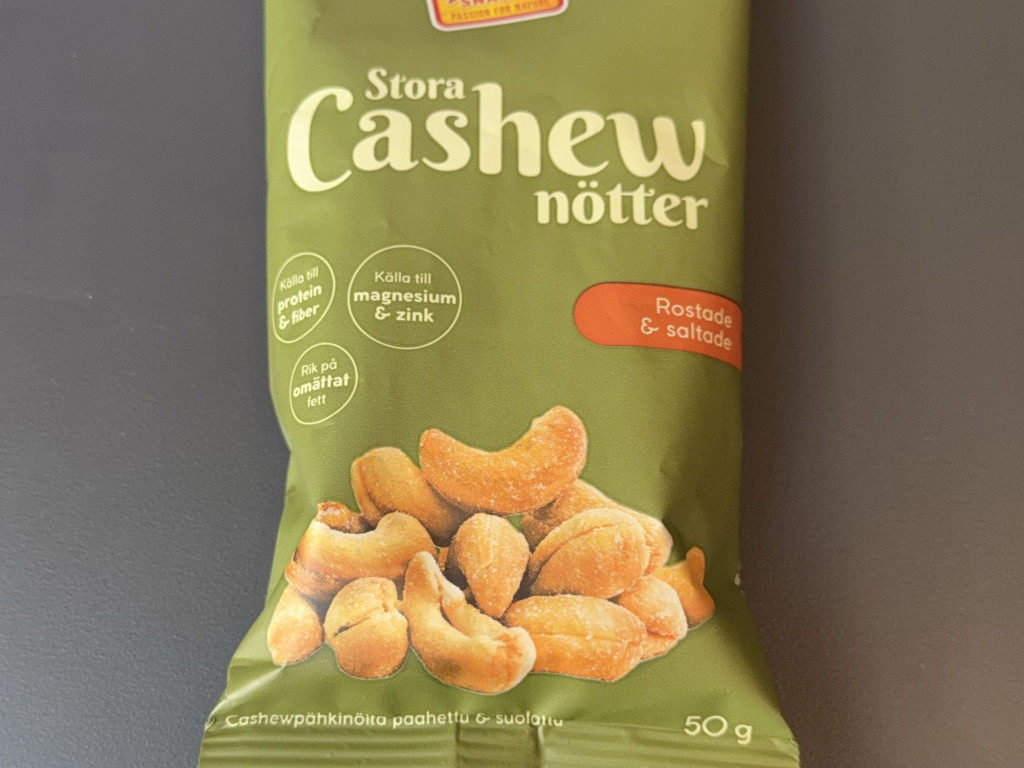 PASSION FOR NATURE
Stora
Cashew
nötter
Källa till
protein
& fiber
Källa till
magnesium
& zink
Rik på
omättat
fett
Rostade
& saltade
Cashewpähkinöitä paahettu & suolattu
50 g